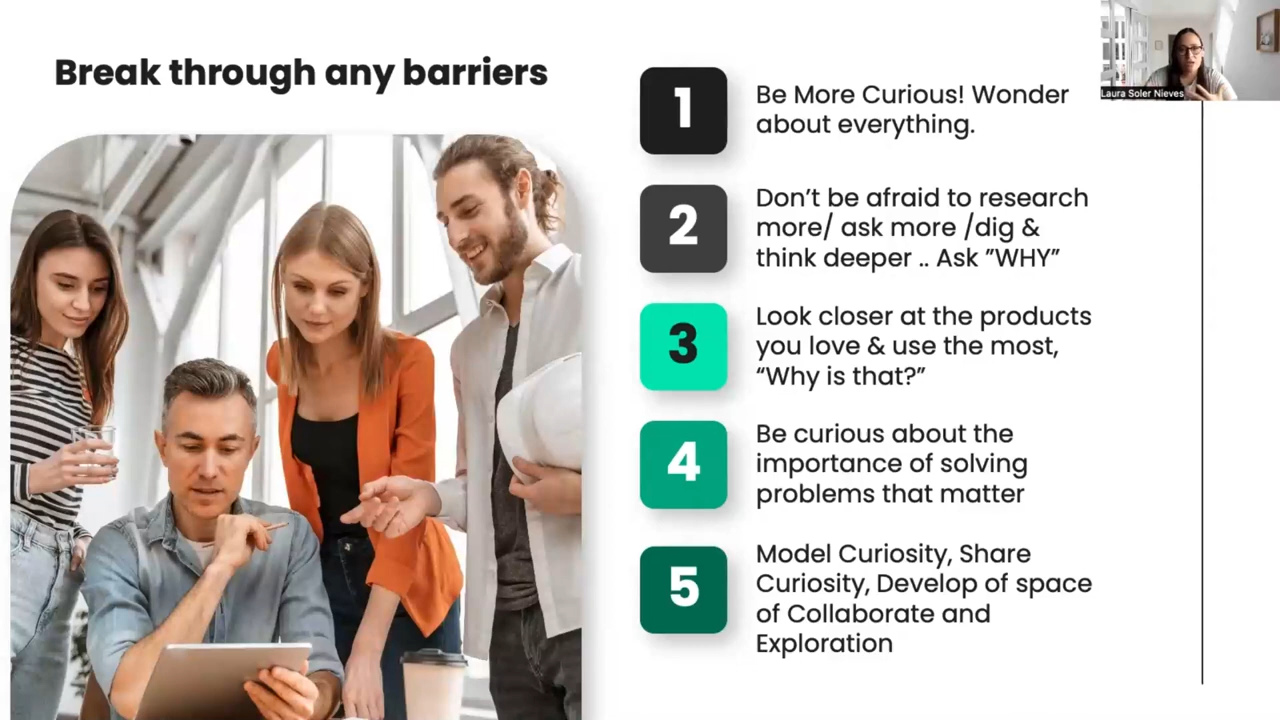 Break through any barriers
Laura Soler Nieves
1
Be More Curious! Wonder
about everything.
2
Don’t be afraid to research
more/ ask more /dig &
think deeper .. Ask ”WHY”
3
Look closer at the products
you love & use the most,
“Why is that?”
4
Be curious about the
importance of solving
problems that matter
5
Model Curiosity, Share
Curiosity, Develop of space
of Collaborate and
Exploration